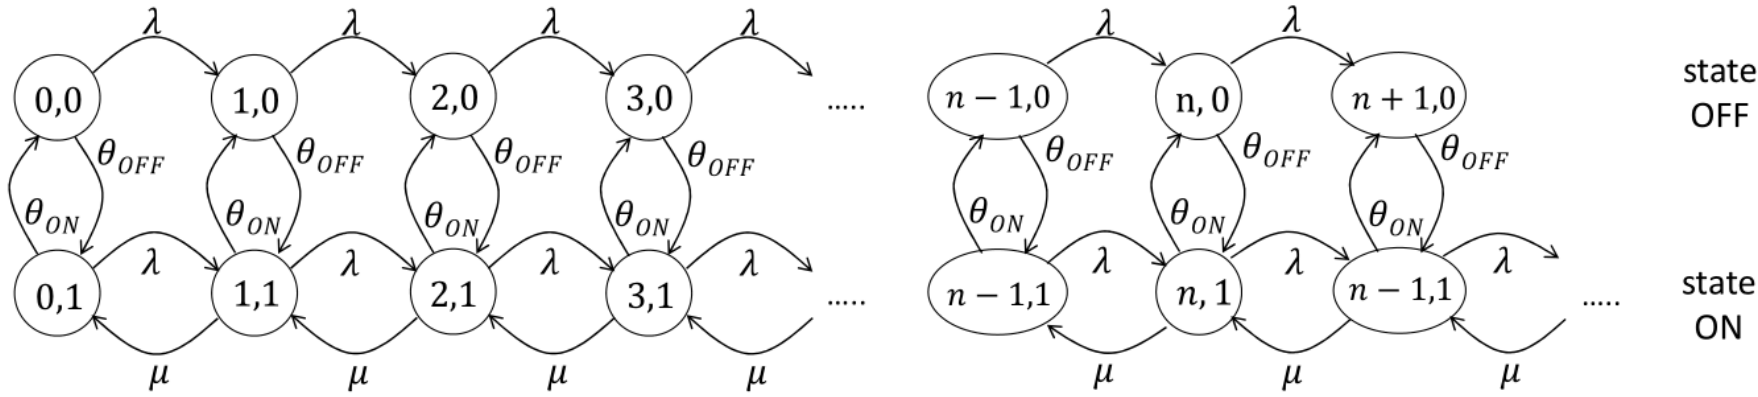 λ λ λ λ λ λ
0,0 1,0 2,0 3,0 ..... n − 1,0 n, 0 n + 1,0 state
OFF
θ_OFF θ_OFF θ_OFF θ_OFF θ_OFF θ_OFF θ_OFF
θ_ON θ_ON θ_ON θ_ON θ_ON θ_ON θ_ON
λ λ λ λ λ λ λ
0,1 1,1 2,1 3,1 ..... n − 1,1 n, 1 n − 1,1 ..... state
ON
μ μ μ μ μ μ μ